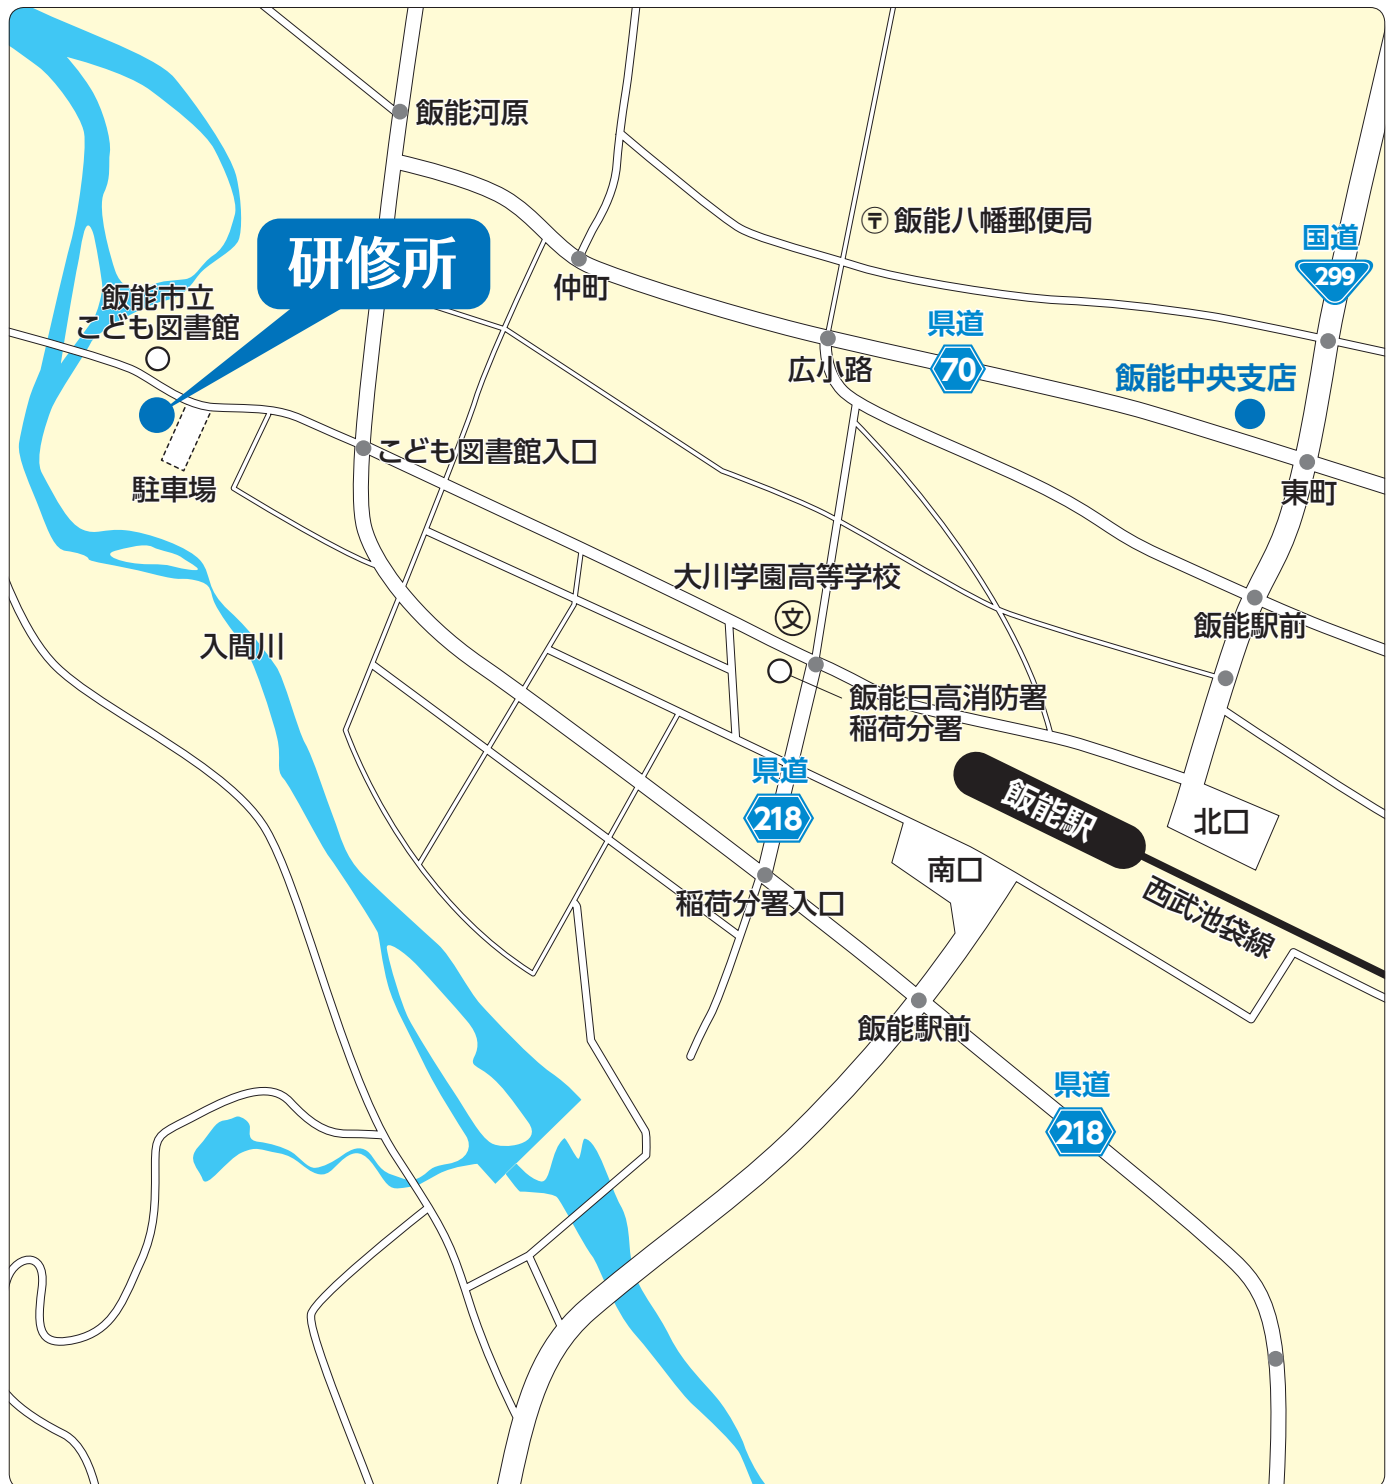 飯能河原
〒 飯能八幡郵便局
研修所
国道
299
仲町
飯能市立
こども図書館
県道
70
広小路
飯能中央支店
こども図書館入口
駐車場
東町
大川学園高等学校
文
飯能駅前
入間川
飯能日高消防署
稲荷分署
県道
218
飯能駅
北口
南口
西武池袋線
稲荷分署入口
飯能駅前
県道
218